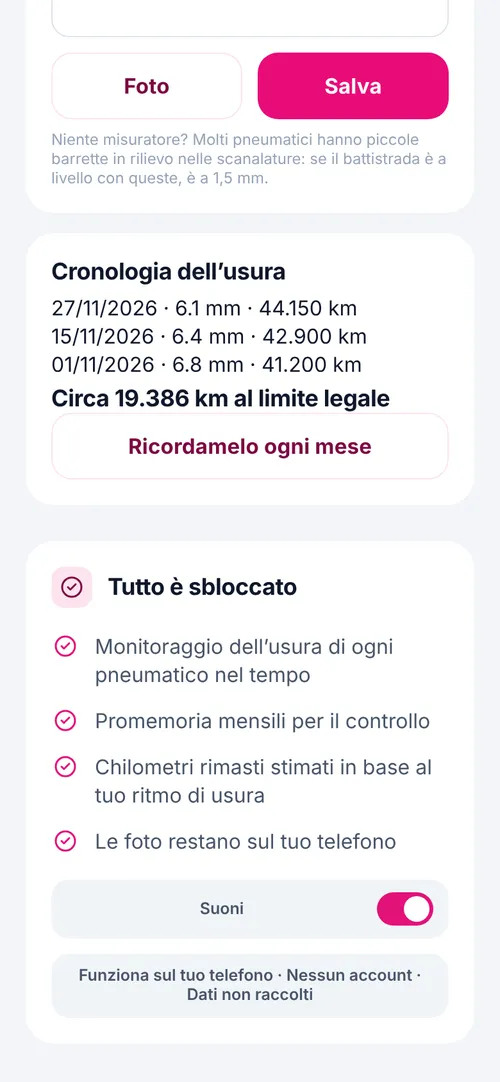 Foto
Salva
Niente misuratore? Molti pneumatici hanno piccole
barrette in rilievo nelle scanalature: se il battistrada è a
livello con queste, è a 1,5 mm.
Cronologia dell’usura
27/11/2026 · 6.1 mm · 44.150 km
15/11/2026 · 6.4 mm · 42.900 km
01/11/2026 · 6.8 mm · 41.200 km
Circa 19.386 km al limite legale
Ricordamelo ogni mese
Tutto è sbloccato
Monitoraggio dell’usura di ogni
pneumatico nel tempo
Promemoria mensili per il controllo
Chilometri rimasti stimati in base al
tuo ritmo di usura
Le foto restano sul tuo telefono
Suoni
Funziona sul tuo telefono · Nessun account ·
Dati non raccolti